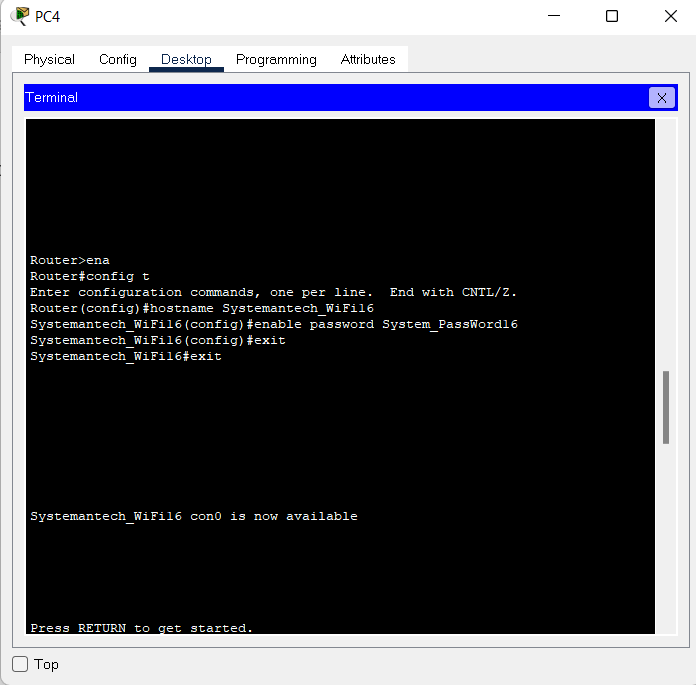 PC4
Physical Config Desktop Programming Attributes
Terminal X
Router>ena
Router#config t
Enter configuration commands, one per line.  End with CNTL/Z.
Router(config)#hostname Systemantech_WiFi16
Systemantech_WiFi16(config)#enable password System_PassWord16
Systemantech_WiFi16(config)#exit
Systemantech_WiFi16#exit
Systemantech_WiFi16 con0 is now available
Press RETURN to get started.
Top